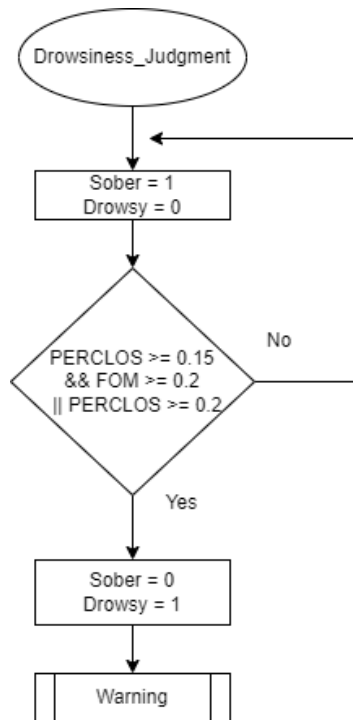 Drowsiness_Judgment
Sober = 1
Drowsy = 0
PERCLOS >= 0.15
&& FOM >= 0.2
|| PERCLOS >= 0.2
No
Yes
Sober = 0
Drowsy = 1
Warning